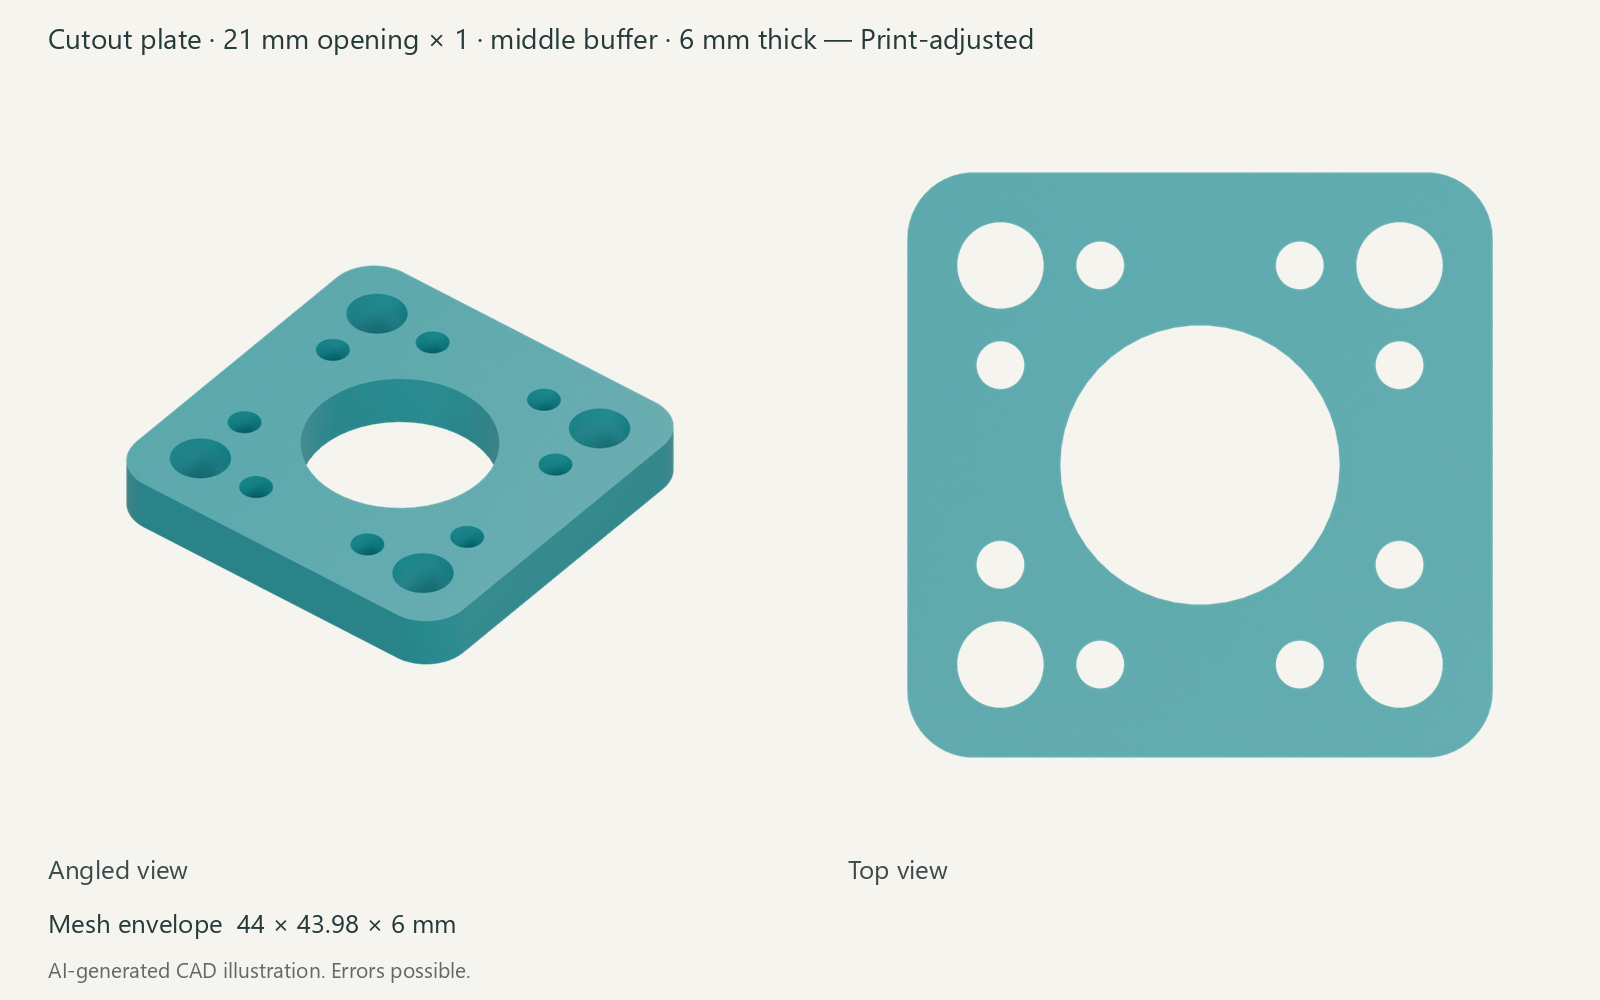 Cutout plate · 21 mm opening × 1 · middle buffer · 6 mm thick — Print-adjusted
Angled view
Top view
Mesh envelope  44 × 43.98 × 6 mm
AI-generated CAD illustration. Errors possible.